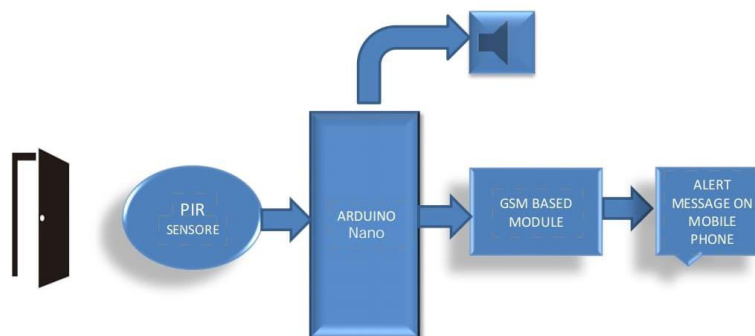 PIR
SENSORE
ARDUINO
Nano
GSM BASED
MODULE
ALERT
MESSAGE ON
MOBILE
PHONE